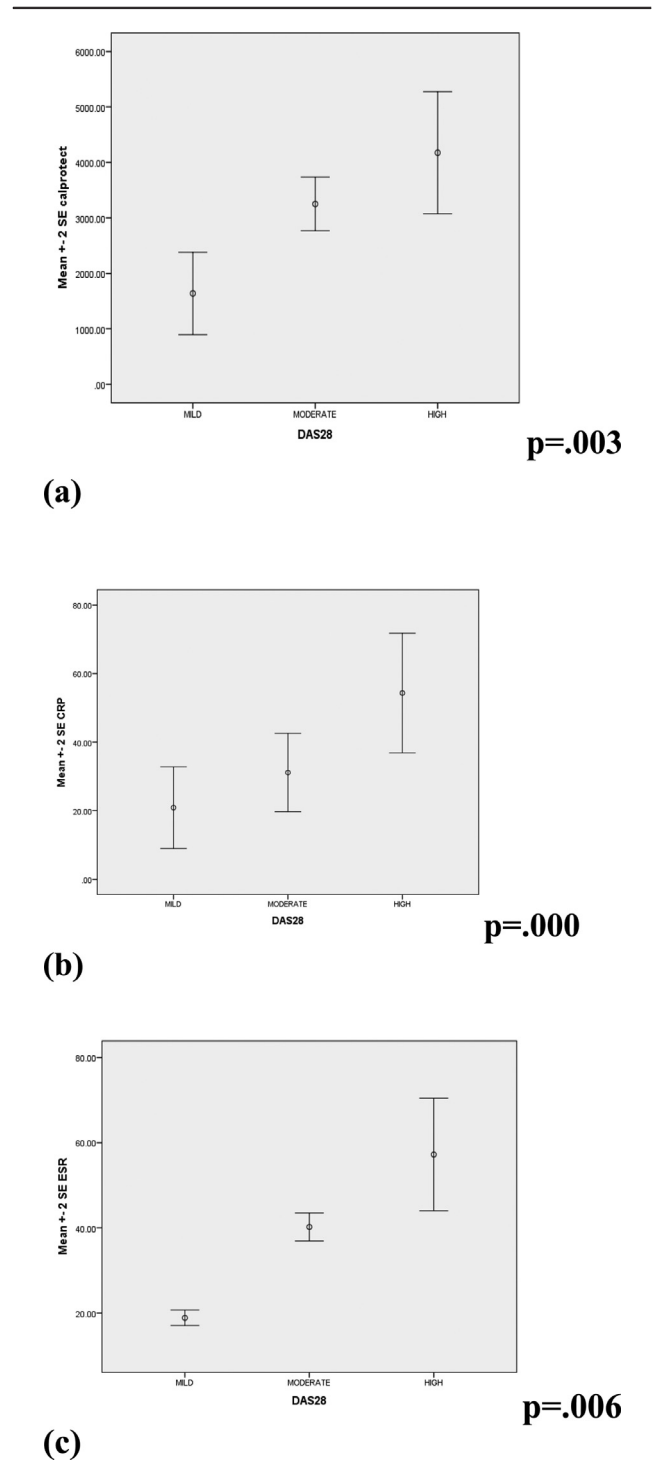 6000.00
5000.00
4000.00
3000.00
2000.00
1000.00
.00
Mean +- 2 SE calprotect
MILD MODERATE HIGH
DAS28
p=.003
(a)
80.00
60.00
40.00
20.00
.00
Mean +- 2 SE CRP
MILD MODERATE HIGH
DAS28
p=.000
(b)
80.00
60.00
40.00
20.00
Mean +- 2 SE ESR
MILD MODERATE HIGH
DAS28
p=.006
(c)